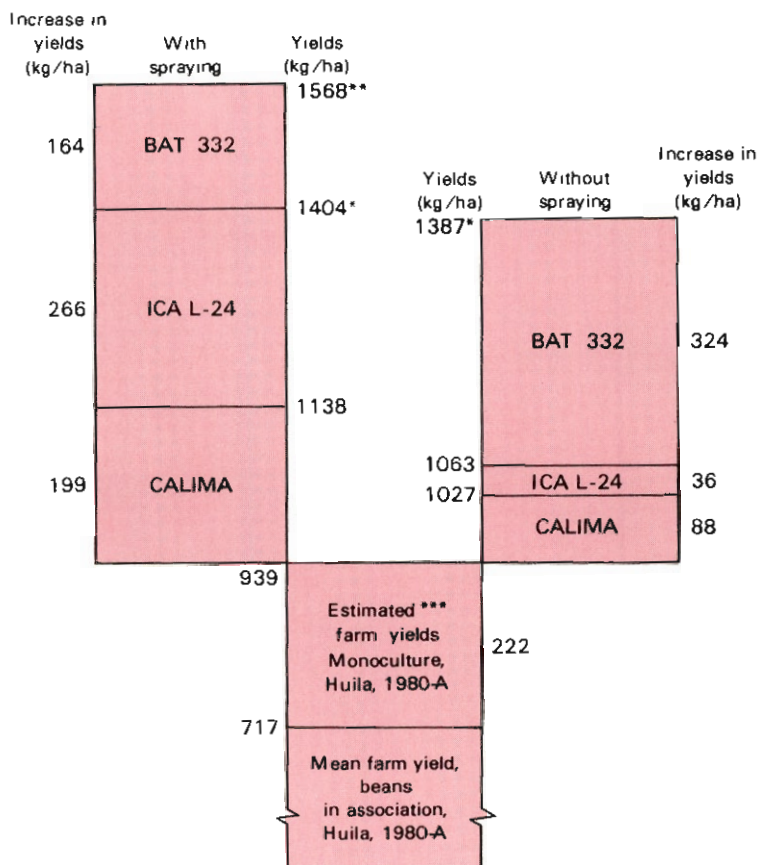 Increase in
yields
(kg/ha)
With
spraying
Yields
(kg/ha)
1568**
164
BAT 332
1404*
266
ICA L-24
1138
199
CALIMA
939
Yields
(kg/ha)
Without
spraying
Increase in
yields
(kg/ha)
1387*
BAT 332
324
1063
ICA L-24
36
1027
CALIMA
88
Estimated ***
farm yields
Monoculture,
Huila, 1980-A
222
717
Mean farm yield,
beans
in association,
Huila, 1980-A